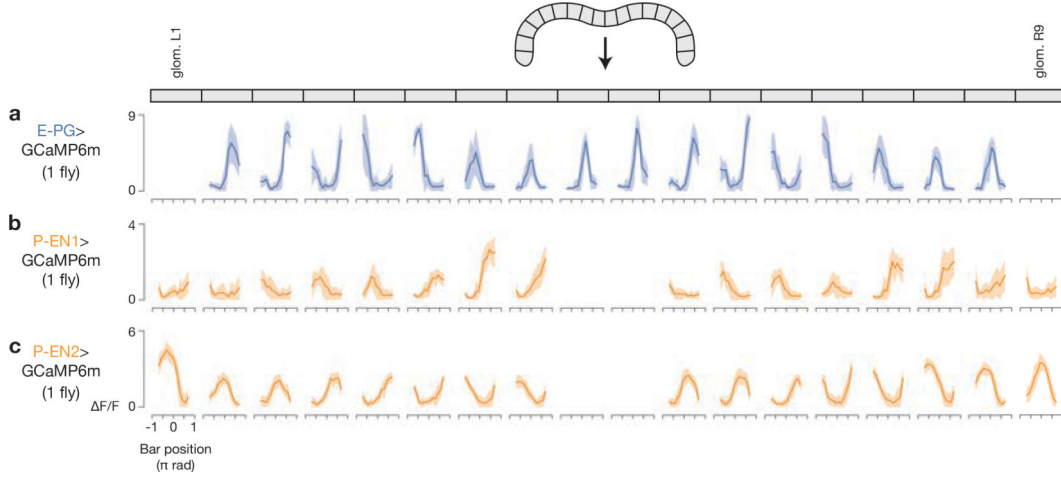 glom. L1
glom. R9
a
E-PG>
GCaMP6m
(1 fly)
9
0
b
P-EN1>
GCaMP6m
(1 fly)
4
0
c
P-EN2>
GCaMP6m
(1 fly)
6
0
ΔF/F
-1 0 1
Bar position
(π rad)